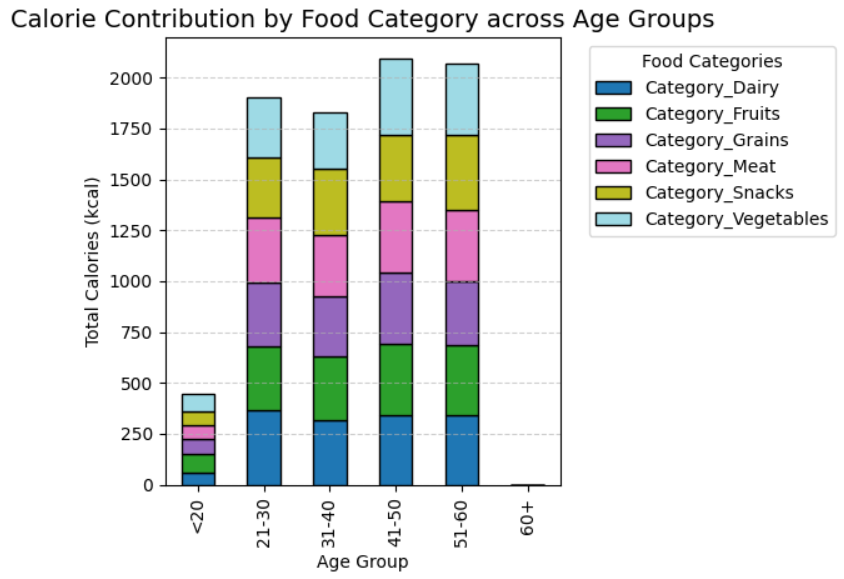 Calorie Contribution by Food Category across Age Groups
Food Categories
Category_Dairy
Category_Fruits
Category_Grains
Category_Meat
Category_Snacks
Category_Vegetables
Total Calories (kcal)
2000
1750
1500
1250
1000
750
500
250
0
<20
21-30
31-40
41-50
51-60
60+
Age Group